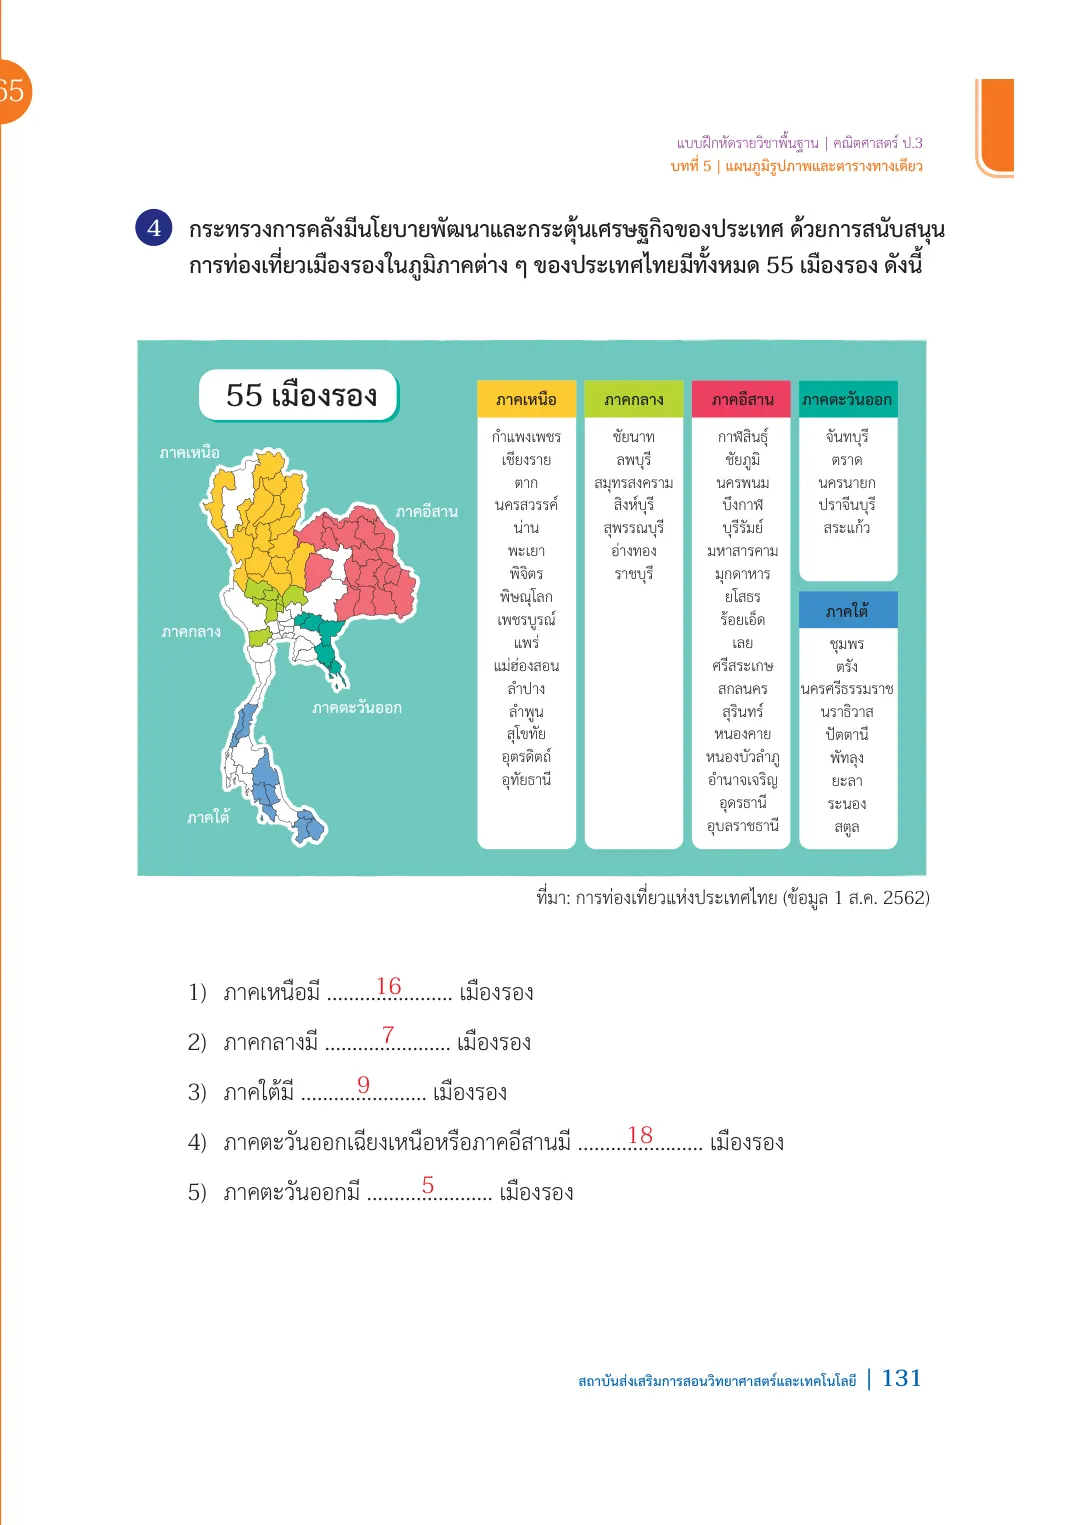 65
แบบฝึกหัดรายวิชาพื้นฐาน | คณิตศาสตร์ ป.3
บทที่ 5 | แผนภูมิรูปภาพและตารางทางเดียว
4 กระทรวงการคลังมีนโยบายพัฒนาและกระตุ้นเศรษฐกิจของประเทศ ด้วยการสนับสนุน
การท่องเที่ยวเมืองรองในภูมิภาคต่าง ๆ ของประเทศไทยมีทั้งหมด 55 เมืองรอง ดังนี้
55 เมืองรอง
ภาคเหนือ
ภาคอีสาน
ภาคกลาง
ภาคตะวันออก
ภาคใต้
ภาคเหนือ
กำแพงเพชร
เชียงราย
ตาก
นครสวรรค์
น่าน
พะเยา
พิจิตร
พิษณุโลก
เพชรบูรณ์
แพร่
แม่ฮ่องสอน
ลำปาง
ลำพูน
สุโขทัย
อุตรดิตถ์
อุทัยธานี
ภาคกลาง
ชัยนาท
ลพบุรี
สมุทรสงคราม
สิงห์บุรี
สุพรรณบุรี
อ่างทอง
ราชบุรี
ภาคอีสาน
กาฬสินธุ์
ชัยภูมิ
นครพนม
บึงกาฬ
บุรีรัมย์
มหาสารคาม
มุกดาหาร
ยโสธร
ร้อยเอ็ด
เลย
ศรีสระเกษ
สกลนคร
สุรินทร์
หนองคาย
หนองบัวลำภู
อำนาจเจริญ
อุดรธานี
อุบลราชธานี
ภาคตะวันออก
จันทบุรี
ตราด
นครนายก
ปราจีนบุรี
สระแก้ว
ภาคใต้
ชุมพร
ตรัง
นครศรีธรรมราช
นราธิวาส
ปัตตานี
พัทลุง
ยะลา
ระนอง
สตูล
ที่มา: การท่องเที่ยวแห่งประเทศไทย (ข้อมูล 1 ส.ค. 2562)
1) ภาคเหนือมี ....................... 16 เมืองรอง
2) ภาคกลางมี ....................... 7 เมืองรอง
3) ภาคใต้มี ....................... 9 เมืองรอง
4) ภาคตะวันออกเฉียงเหนือหรือภาคอีสานมี ....................... 18 เมืองรอง
5) ภาคตะวันออกมี ....................... 5 เมืองรอง
สถาบันส่งเสริมการสอนวิทยาศาสตร์และเทคโนโลยี | 131